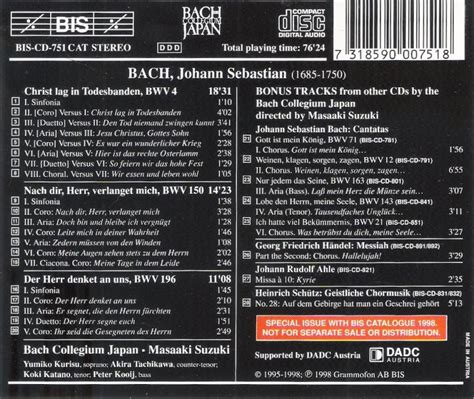 BIS
BACH
COLLEGIUM
JAPAN
COMPACT
disc
DIGITAL AUDIO
BIS-CD-751 CAT STEREO
DDD
Total playing time: 76'24
7 318590 007518
BACH, Johann Sebastian (1685-1750)
Christ lag in Todesbanden, BWV 4 18'31
1 I. Sinfonia 1'10
2 II. [Coro] Versus I: Christ lag in Todesbanden
3 III. [Duetto] Versus II: Den Tod niemand zwingen kunnt
4 IV. [Aria] Versus III: Jesus Christus, Gottes Sohn
5 V. [Coro] Versus IV: Es war ein wunderlicher Krieg
6 VI. [Aria] Versus V: Hier ist das rechte Osterlamm
7 VII. [Duetto] Versus VI: So feiern wir das hohe Fest
8 VIII. Choral. Versus VII: Wir essen und leben wohl
Nach dir, Herr, verlanget mich, BWV 150 14'23
I. Sinfonia
II. Coro: Nach dir, Herr, verlanget mich
III. Aria: Doch bin und bleibe ich vergnügt
IV. Coro: Leite mich in deiner Wahrheit
V. Aria: Zedern müssen von den Winden
VI. Coro: Meine Augen sehen stets zu dem Herrn
VII. Ciacona. Coro: Meine Tage in dem Leide
Der Herr denket an uns, BWV 196 11'08
I. Sinfonia
II. Coro: Der Herr denket an uns
III. Aria: Er segnet, die den Herrn fürchten
IV. Duetto: Der Herr segne euch
V. Coro: Ihr seid die Gesegneten des Herrn
Bach Collegium Japan - Masaaki Suzuki
Yumiko Kurisu, soprano; Akira Tachikawa, counter-tenor;
Koki Katano, tenor; Peter Kooij, bass
BONUS TRACKS from other CDs by the
Bach Collegium Japan
directed by Masaaki Suzuki
Johann Sebastian Bach: Cantatas
Gott ist mein König, BWV 71 (BIS-CD-781)
I. Chorus. Gott ist mein König...
Weinen, klagen, sorgen, zagen, BWV 12 (BIS-CD-791)
II. Chorus. Weinen, klagen, sorgen, zagen...
Nur jedem das Seine, BWV 163 (BIS-CD-801)
III. Aria (Bass). Laß mein Herz die Münze sein...
Lobe den Herrn, meine Seele, BWV 143 (BIS-CD-841)
IV. Aria (Tenor). Tausendfaches Unglück...
Ich hatte viel Bekümmernis, BWV 21 (BIS-CD-851)
VI. Chorus. Was betrübst du dich, meine Seele...
Georg Friedrich Händel: Messiah (BIS-CD-891/892)
Part the Second: Chorus. Hallelujah!
Johann Rudolf Ahle (BIS-CD-821)
Missa à 10: Kyrie 2'35
Heinrich Schütz: Geistliche Chormusik (BIS-CD-831/832)
No. 28: Auf dem Gebirge hat man ein Geschrei gehört 5'13
SPECIAL ISSUE WITH BIS CATALOGUE 1998.
NOT FOR SEPARATE SALE OR DISTRIBUTION.
Supported by DADC Austria
DADC
Austria
℗ 1995-1998; © 1998 Grammofon AB BIS
MADE IN AUSTRIA